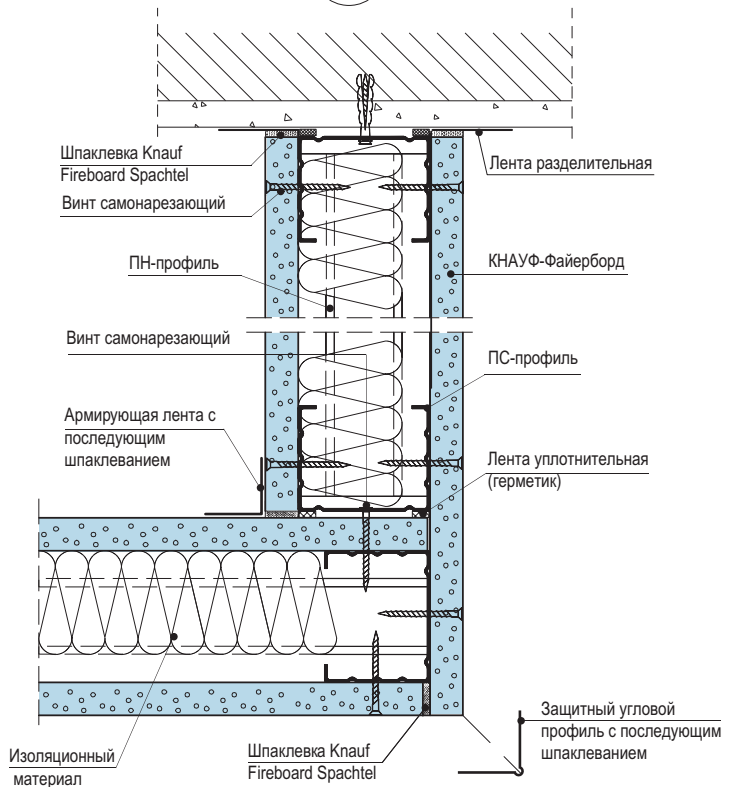 Шпаклевка Knauf
Fireboard Spachtel
Лента разделительная
Винт самонарезающий
ПН-профиль
КНАУФ-Файерборд
Винт самонарезающий
ПС-профиль
Армирующая лента с
последующим
шпаклеванием
Лента уплотнительная
(герметик)
Защитный угловой
профиль с последующим
шпаклеванием
Изоляционный
материал
Шпаклевка Knauf
Fireboard Spachtel